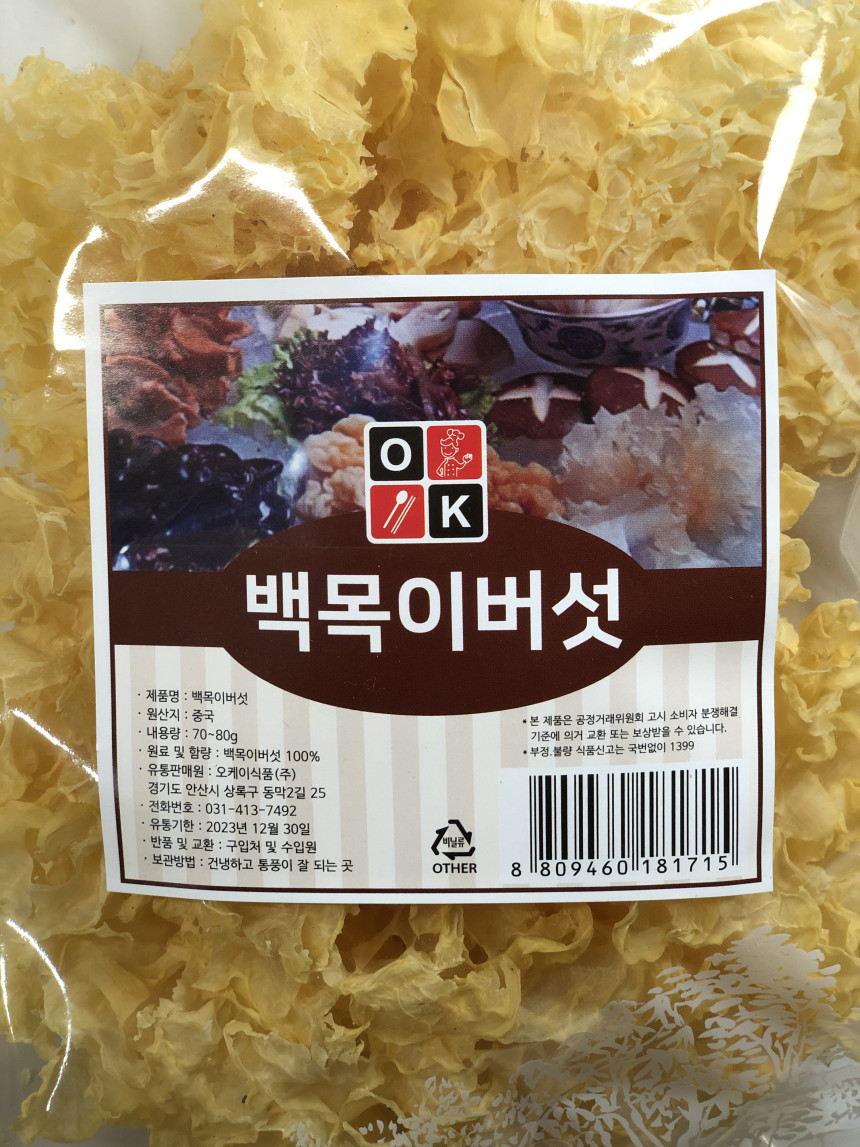 O
K
백목이버섯
· 제품명 : 백목이버섯
· 원산지 : 중국
· 내용량 : 70~80g
· 원료 및 함량 : 백목이버섯 100%
· 유통판매원 : 오케이식품(주)
경기도 안산시 상록구 동막2길 25
· 전화번호 : 031-413-7492
· 유통기한 : 2023년 12월 30일
· 반품 및 교환 : 구입처 및 수입원
· 보관방법 : 건냉하고 통풍이 잘 되는 곳
• 본 제품은 공정거래위원회 고시 소비자 분쟁해결
기준에 의거 교환 또는 보상받을 수 있습니다.
• 부정.불량 식품신고는 국번없이 1399
비닐류
OTHER
8 809460 181715